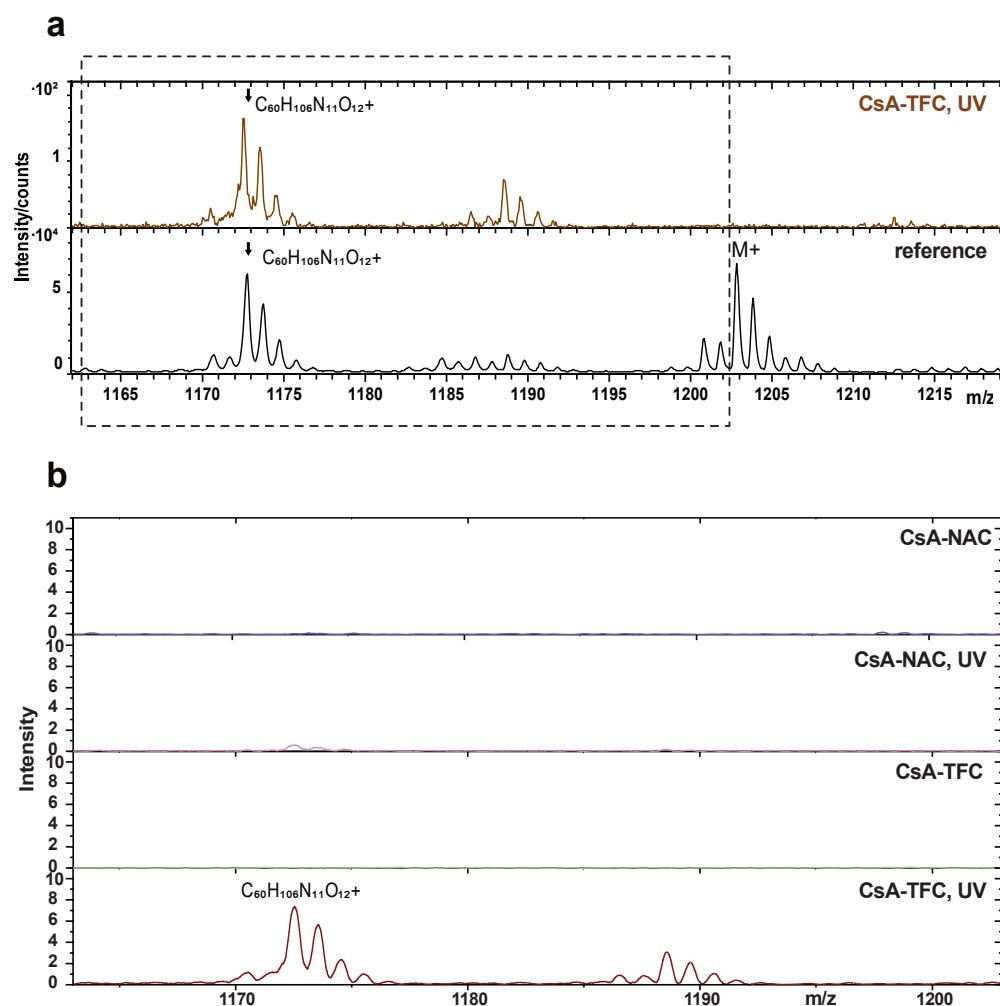 a
·10²
CsA-TFC, UV
C₆₀H₁₀₆N₁₁O₁₂+
1
Intensity/counts
·10⁴
M+
reference
C₆₀H₁₀₆N₁₁O₁₂+
5
0
1165 1170 1175 1180 1185 1190 1195 1200 1205 1210 1215 m/z
b
10
CsA-NAC
8
6
4
2
0
10
CsA-NAC, UV
8
6
4
2
0
Intensity
10
CsA-TFC
8
6
4
2
0
10
C₆₀H₁₀₆N₁₁O₁₂+
CsA-TFC, UV
8
6
4
2
0
1170 1180 1190 m/z 1200